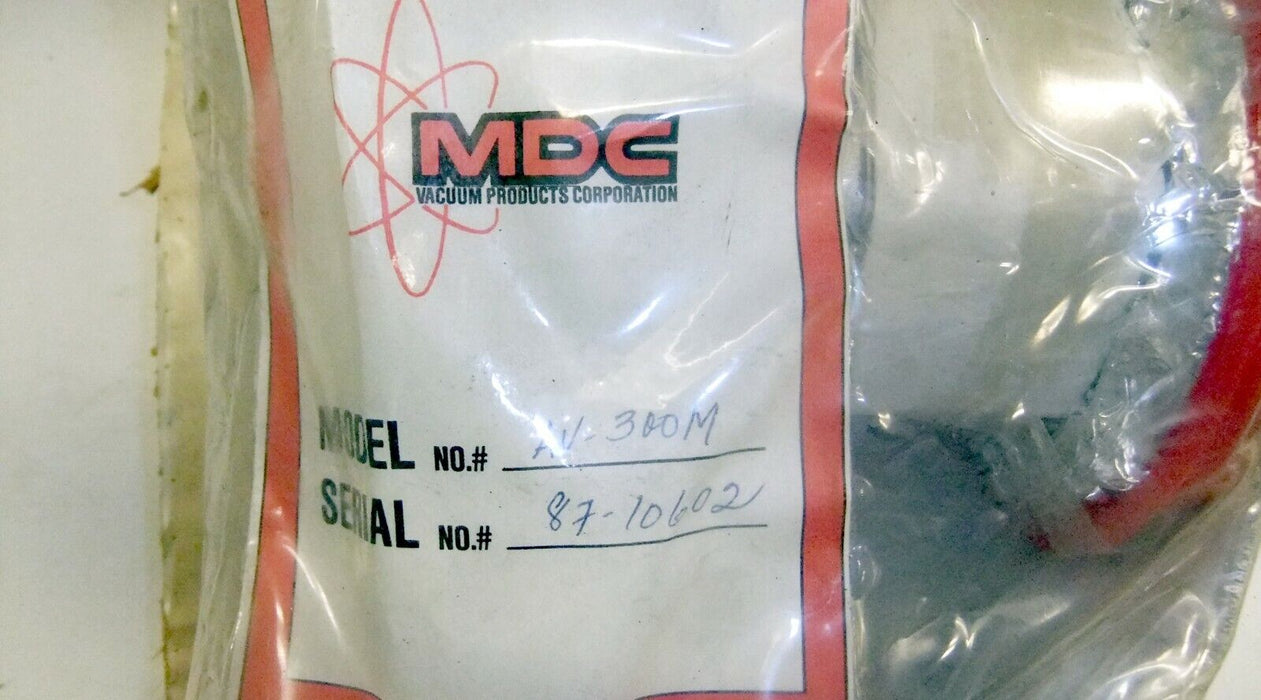 MDC
VACUUM PRODUCTS CORPORATION
MODEL NO.# AV-300M
SERIAL NO.# 87-10602